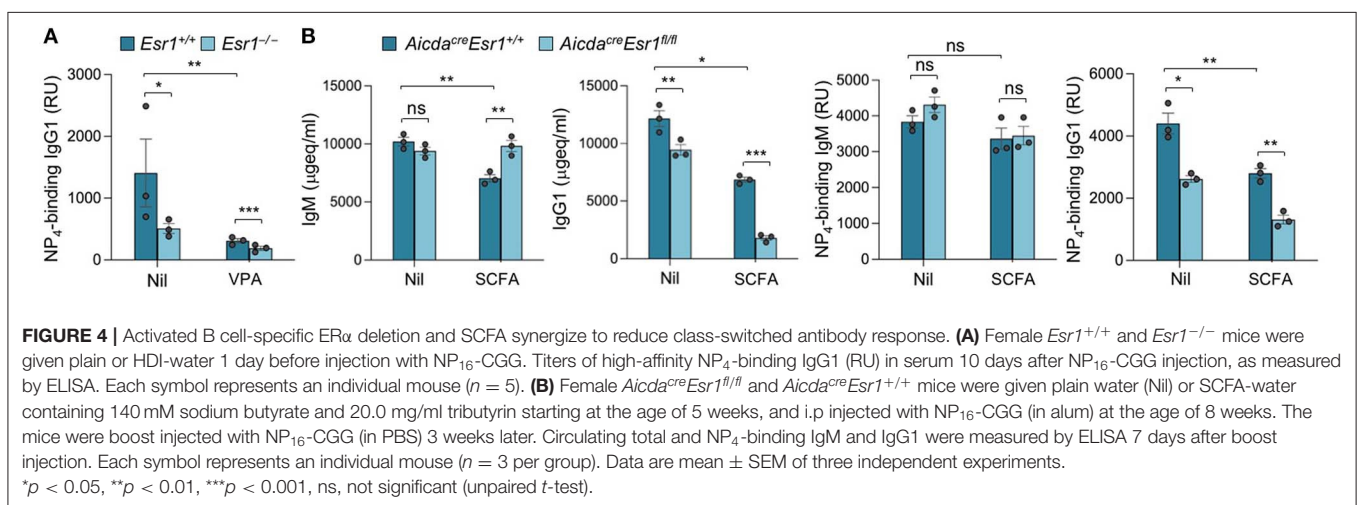 A
Esr1+/+ Esr1−/−
B
AicdacreEsr1+/+ AicdacreEsr1fl/fl
NP4-binding IgG1 (RU)
3000
2000
1000
0
**
*
***
Nil VPA
IgM (μgeq/ml)
15000
10000
5000
0
**
ns
**
Nil SCFA
IgG1 (μgeq/ml)
15000
10000
5000
0
*
**
***
Nil SCFA
NP4-binding IgM (RU)
5000
4000
3000
2000
1000
0
ns
ns
ns
Nil SCFA
NP4-binding IgG1 (RU)
6000
4000
2000
0
**
*
**
Nil SCFA
FIGURE 4 | Activated B cell-specific ERα deletion and SCFA synergize to reduce class-switched antibody response. (A) Female Esr1+/+ and Esr1−/− mice were
given plain or HDI-water 1 day before injection with NP16-CGG. Titers of high-affinity NP4-binding IgG1 (RU) in serum 10 days after NP16-CGG injection, as measured
by ELISA. Each symbol represents an individual mouse (n = 5). (B) Female AicdacreEsr1fl/fl and AicdacreEsr1+/+ mice were given plain water (Nil) or SCFA-water
containing 140 mM sodium butyrate and 20.0 mg/ml tributyrin starting at the age of 5 weeks, and i.p injected with NP16-CGG (in alum) at the age of 8 weeks. The
mice were boost injected with NP16-CGG (in PBS) 3 weeks later. Circulating total and NP4-binding IgM and IgG1 were measured by ELISA 7 days after boost
injection. Each symbol represents an individual mouse (n = 3 per group). Data are mean ± SEM of three independent experiments.
*p < 0.05, **p < 0.01, ***p < 0.001, ns, not significant (unpaired t-test).